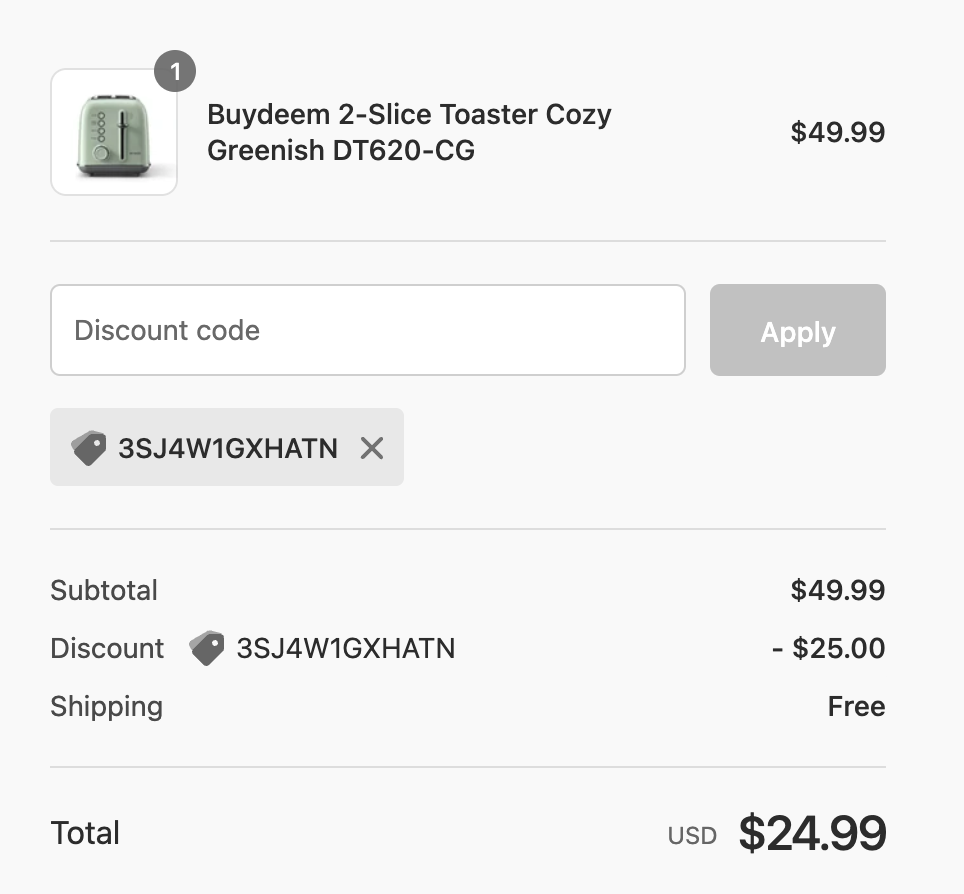 1
Buydeem 2-Slice Toaster Cozy
Greenish DT620-CG
$49.99
Discount code
Apply
3SJ4W1GXHATN
Subtotal $49.99
Discount 3SJ4W1GXHATN - $25.00
Shipping Free
Total USD $24.99